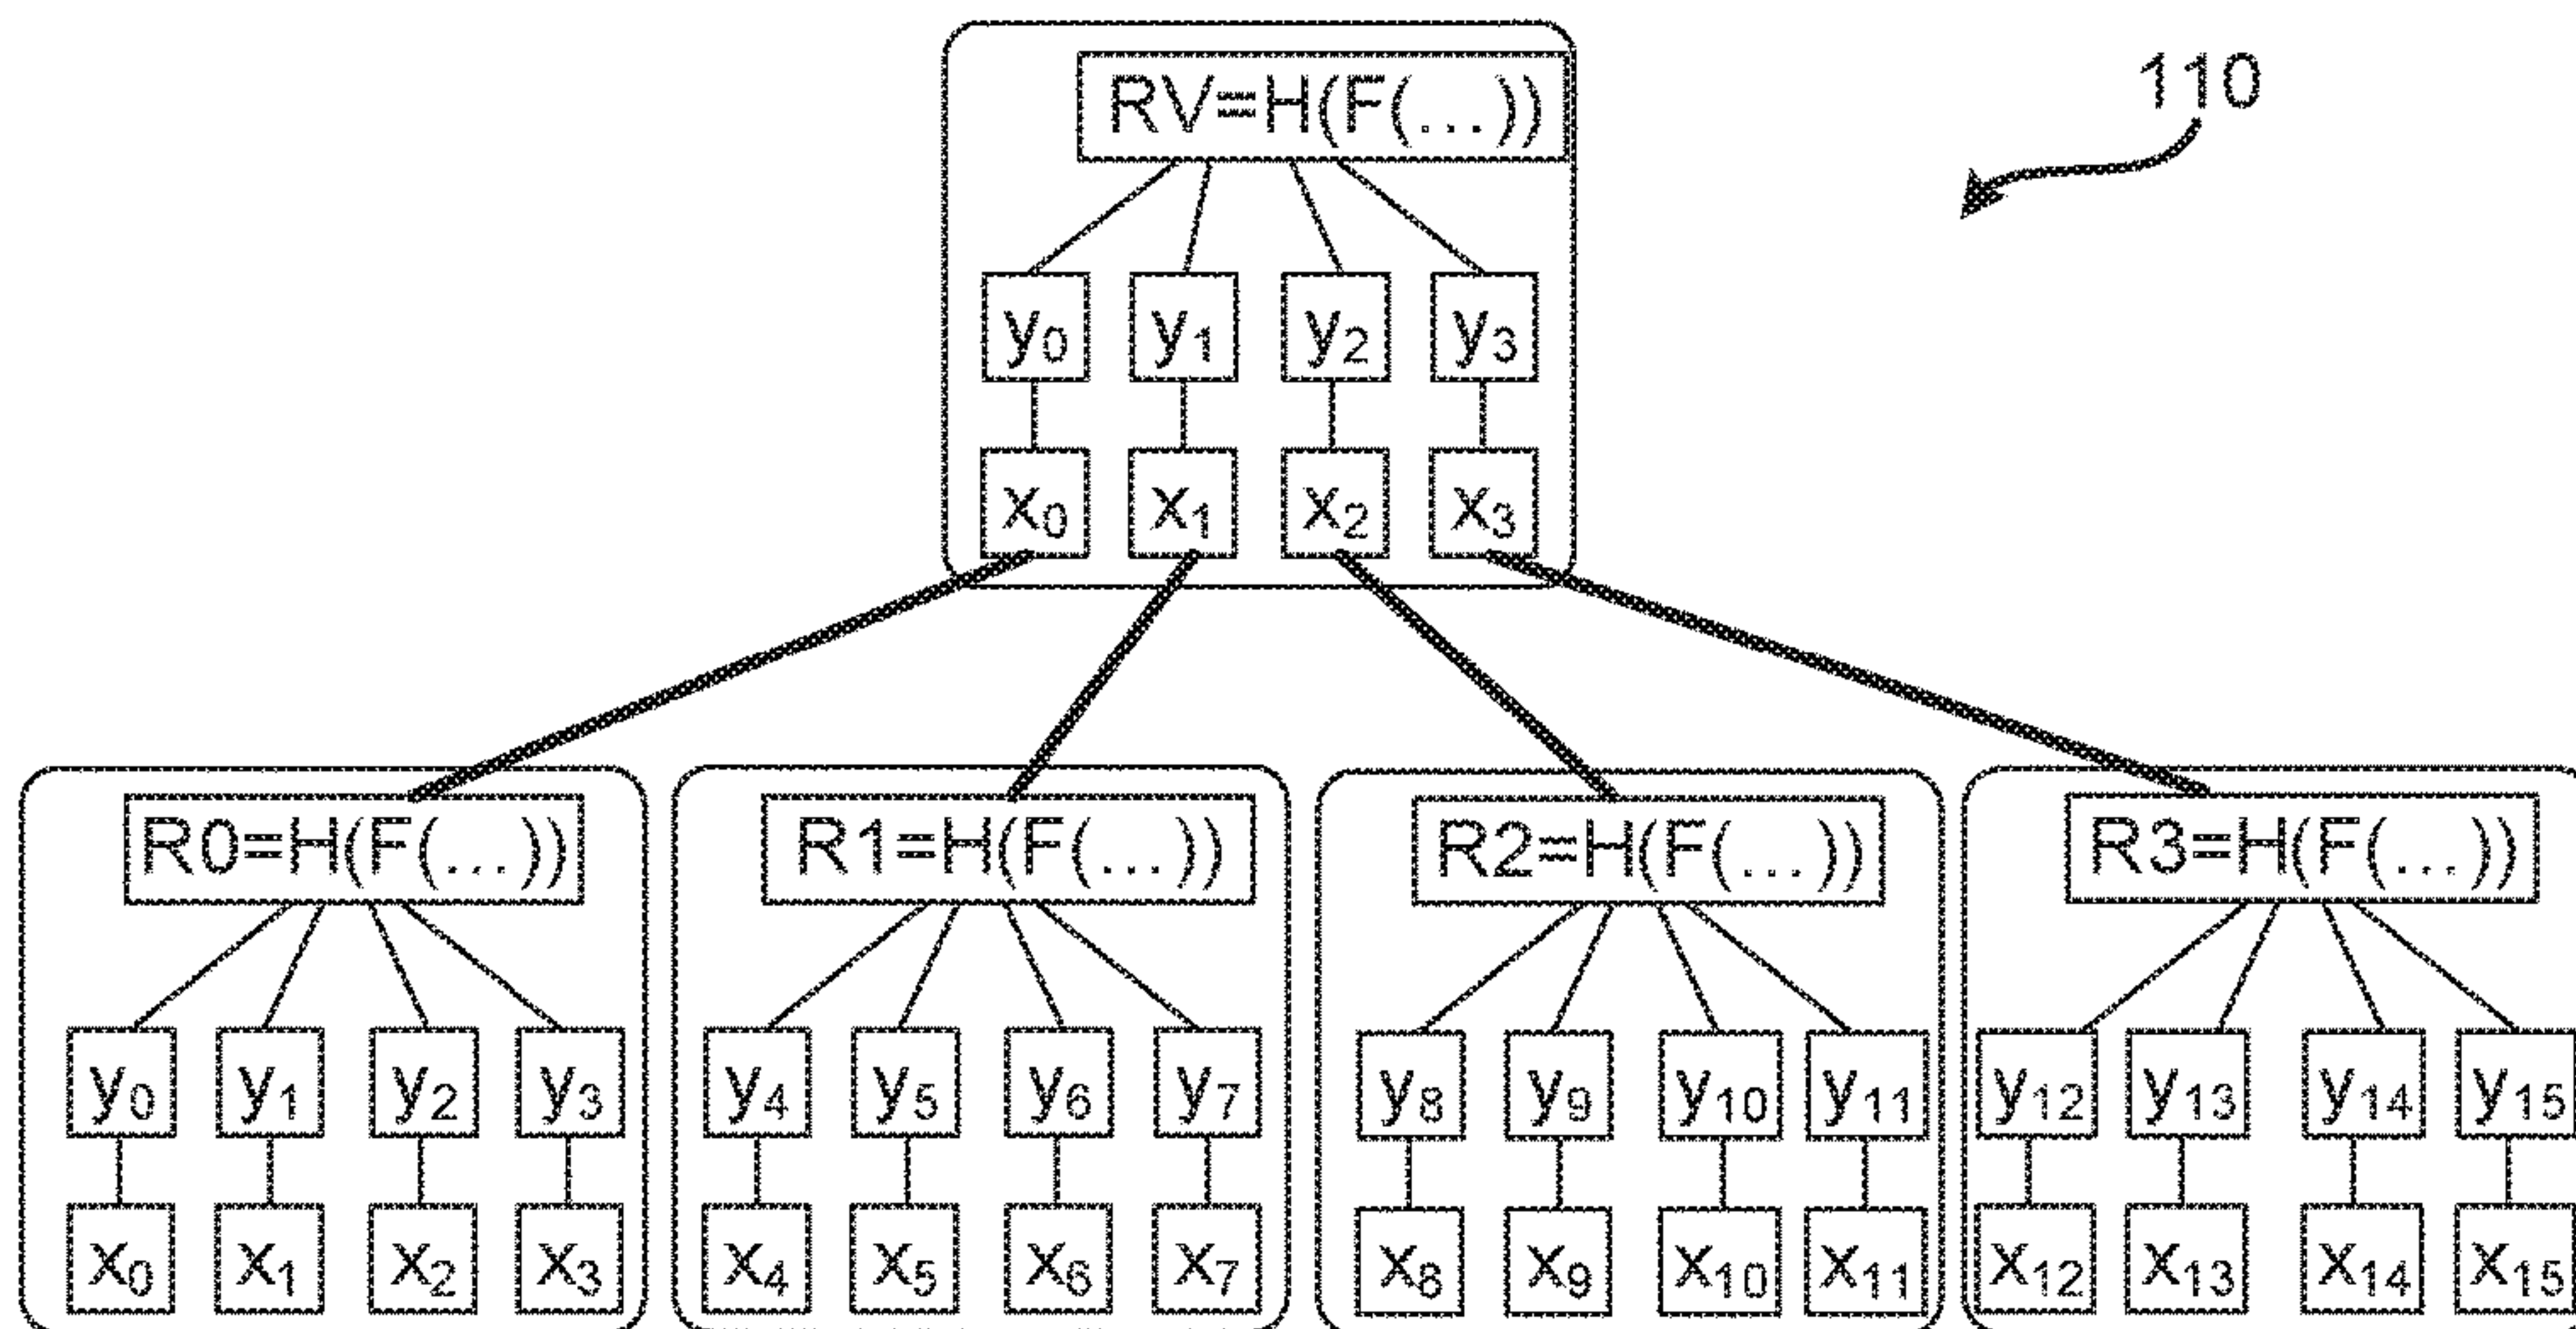 110
RV=H(F(...))
y₀ y₁ y₂ y₃
x₀ x₁ x₂ x₃
R0=H(F(...)) R1=H(F(...)) R2=H(F(...)) R3=H(F(...))
y₀ y₁ y₂ y₃ y₄ y₅ y₆ y₇ y₈ y₉ y₁₀ y₁₁ y₁₂ y₁₃ y₁₄ y₁₅
x₀ x₁ x₂ x₃ x₄ x₅ x₆ x₇ x₈ x₉ x₁₀ x₁₁ x₁₂ x₁₃ x₁₄ x₁₅